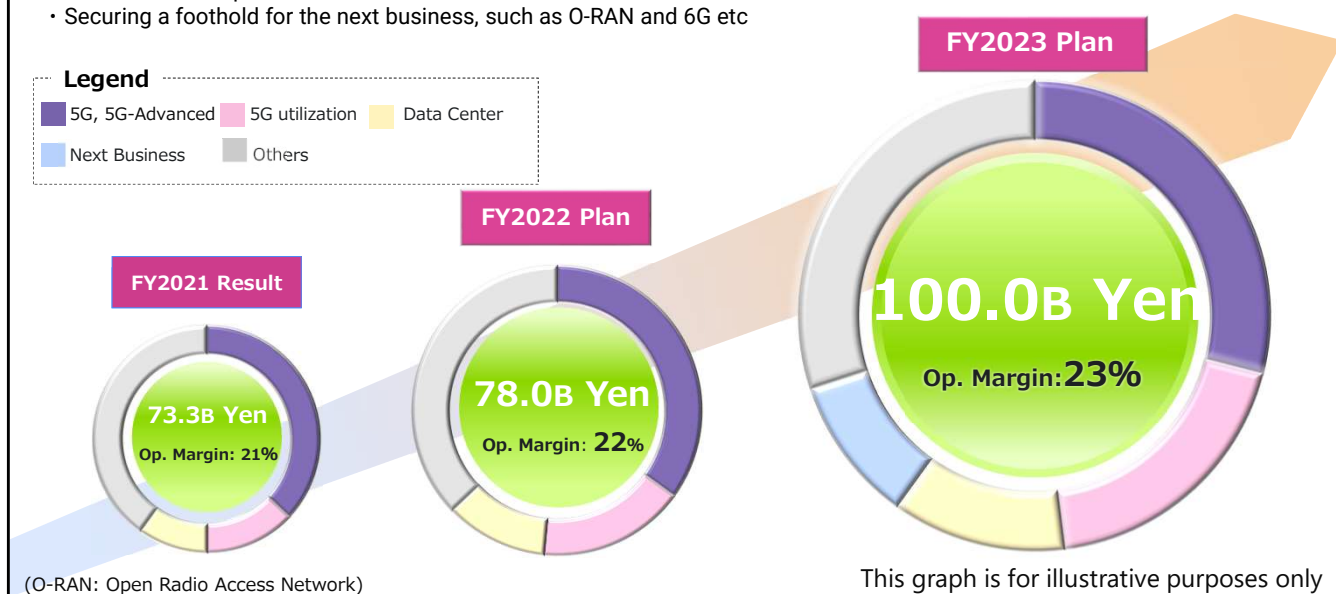 ・Securing a foothold for the next business, such as O-RAN and 6G etc
FY2023 Plan
Legend
5G, 5G-Advanced 5G utilization Data Center
Next Business Others
FY2022 Plan
FY2021 Result
100.0B Yen
Op. Margin:23%
78.0B Yen
Op. Margin: 22%
73.3B Yen
Op. Margin: 21%
(O-RAN: Open Radio Access Network)
This graph is for illustrative purposes only